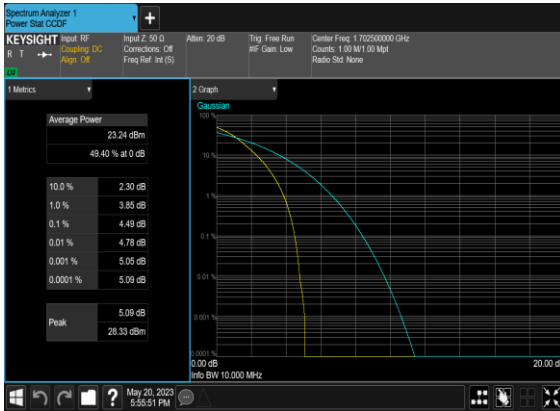 Spectrum Analyzer 1
Power Stat CCDF
+
KEYSIGHT
R T
LXI
Input: RF
Coupling: DC
Align: Off
Input Z: 50 Ω
Corrections: Off
Freq Ref: Int (S)
Atten: 20 dB
Trig: Free Run
#IF Gain: Low
Center Freq: 1.702500000 GHz
Counts: 1.00 M/1.00 Mpt
Radio Std: None
1 Metrics
Average Power
23.24 dBm
49.40 % at 0 dB
10.0 % 2.30 dB
1.0 % 3.85 dB
0.1 % 4.49 dB
0.01 % 4.78 dB
0.001 % 5.05 dB
0.0001 % 5.09 dB
Peak
5.09 dB
28.33 dBm
2 Graph
Gaussian
100 %
10 %
1 %
0.1 %
0.01 %
0.001 %
0.0001 %
0.00 dB
20.00 d
Info BW 10.000 MHz
?
May 20, 2023
5:55:51 PM